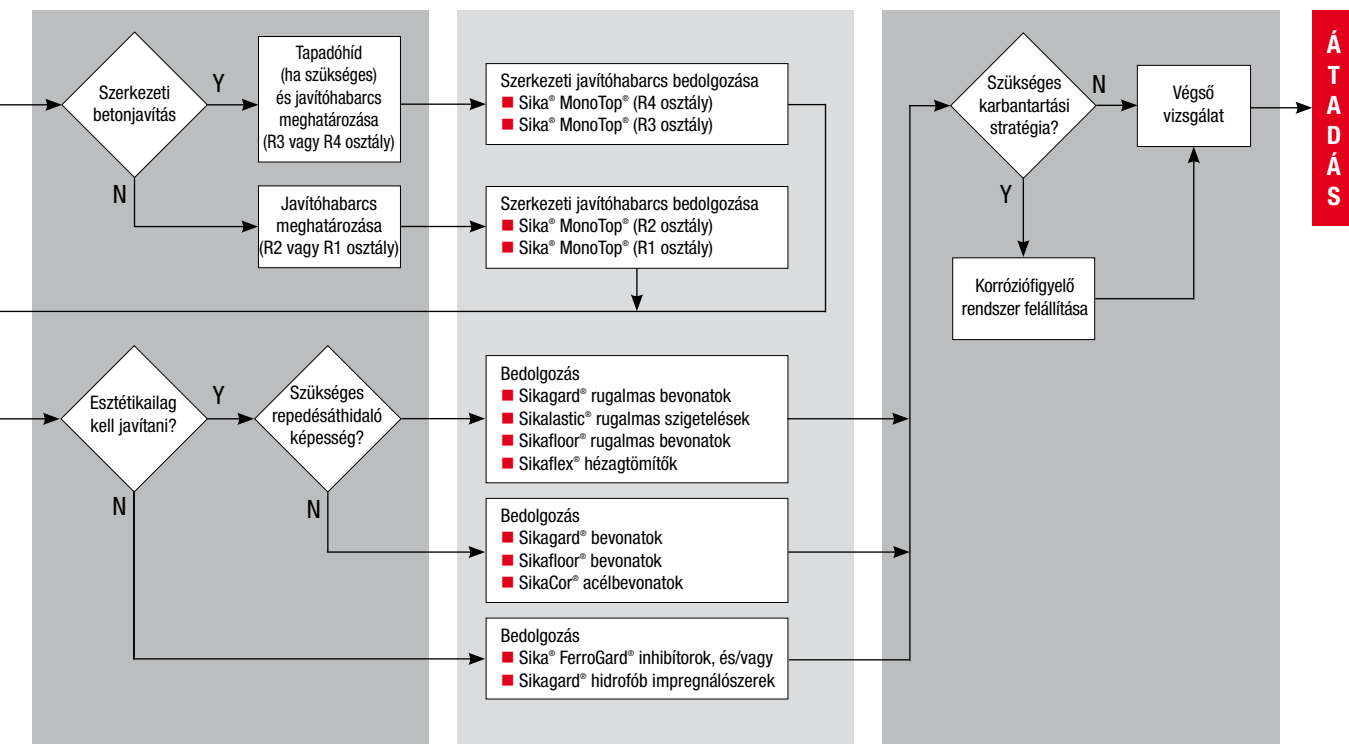 Szerkezeti
betonjavítás
Y
N
Tapadóhíd
(ha szükséges)
és javítóhabarcs
meghatározása
(R3 vagy R4 osztály)
Javítóhabarcs
meghatározása
(R2 vagy R1 osztály)
Szerkezeti javítóhabarcs bedolgozása
Sika® MonoTop® (R4 osztály)
Sika® MonoTop® (R3 osztály)
Szerkezeti javítóhabarcs bedolgozása
Sika® MonoTop® (R2 osztály)
Sika® MonoTop® (R1 osztály)
Esztétikailag
kell javítani?
Y
N
Szükséges
repedésáthidaló
képesség?
N
Bedolgozás
Sikagard® rugalmas bevonatok
Sikalastic® rugalmas szigetelések
Sikafloor® rugalmas bevonatok
Sikaflex® hézagtömítők
Bedolgozás
Sikagard® bevonatok
Sikafloor® bevonatok
SikaCor® acélbevonatok
Bedolgozás
Sika® FerroGard® inhibítorok, és/vagy
Sikagard® hidrofób impregnálószerek
Szükséges
karbantartási
stratégia?
N
Y
Végső
vizsgálat
Korróziófigyelő
rendszer felállítása
ÁTADÁS